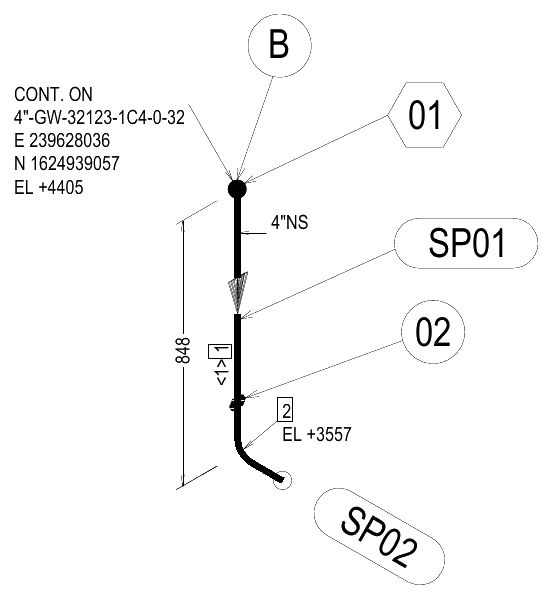 B
CONT. ON
4"-GW-32123-1C4-0-32
E 239628036
N 1624939057
EL +4405
01
4"NS
SP01
02
848
<1> 1
2
EL +3557
SP02